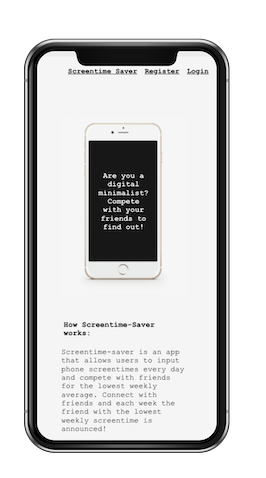 Screentime Saver Register Login
Are you a
digital
minimalist?
Compete
with your
friends to
find out!
How Screentime-Saver
works:
Screentime-saver is an app
that allows users to input
phone screentimes every day
and compete with friends
for the lowest weekly
average. Connect with
friends and each week the
friend with the lowest
weekly screentime is
announced!